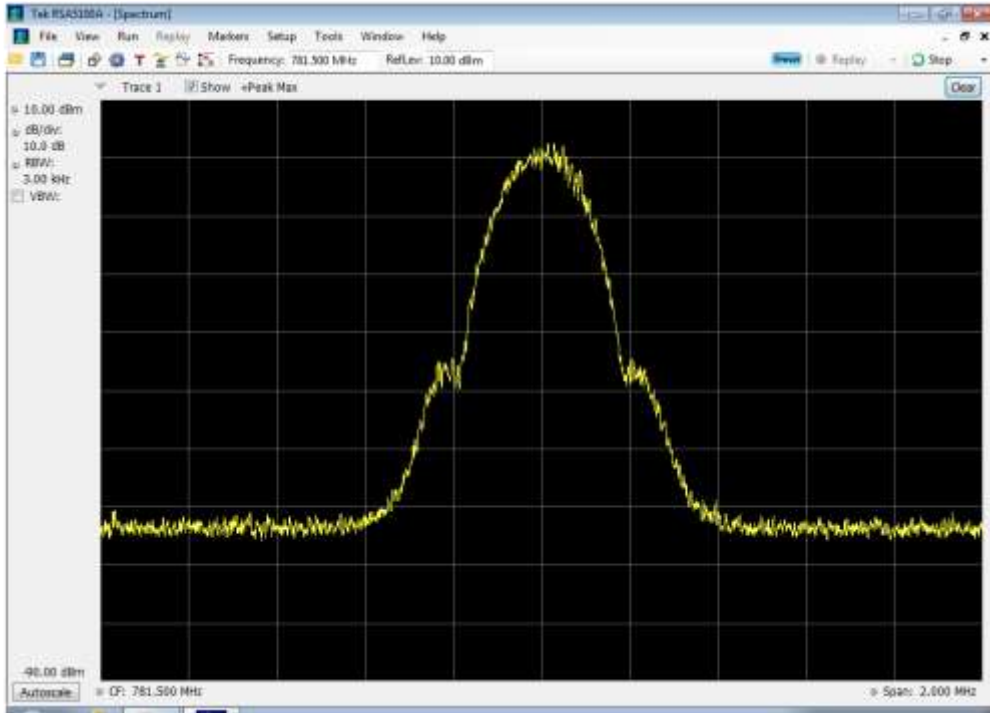 Tek RSA5100A - [Spectrum]
File View Run Replay Markers Setup Tools Window Help
Frequency: 781.500 MHz RefLev: 10.00 dBm Preset Replay Stop
Trace 1 Show +Peak Max Clear
10.00 dBm
dB/div:
10.0 dB
RBW:
3.00 kHz
VBW:
-90.00 dBm
Autoscale CF: 781.500 MHz Span: 2.000 MHz